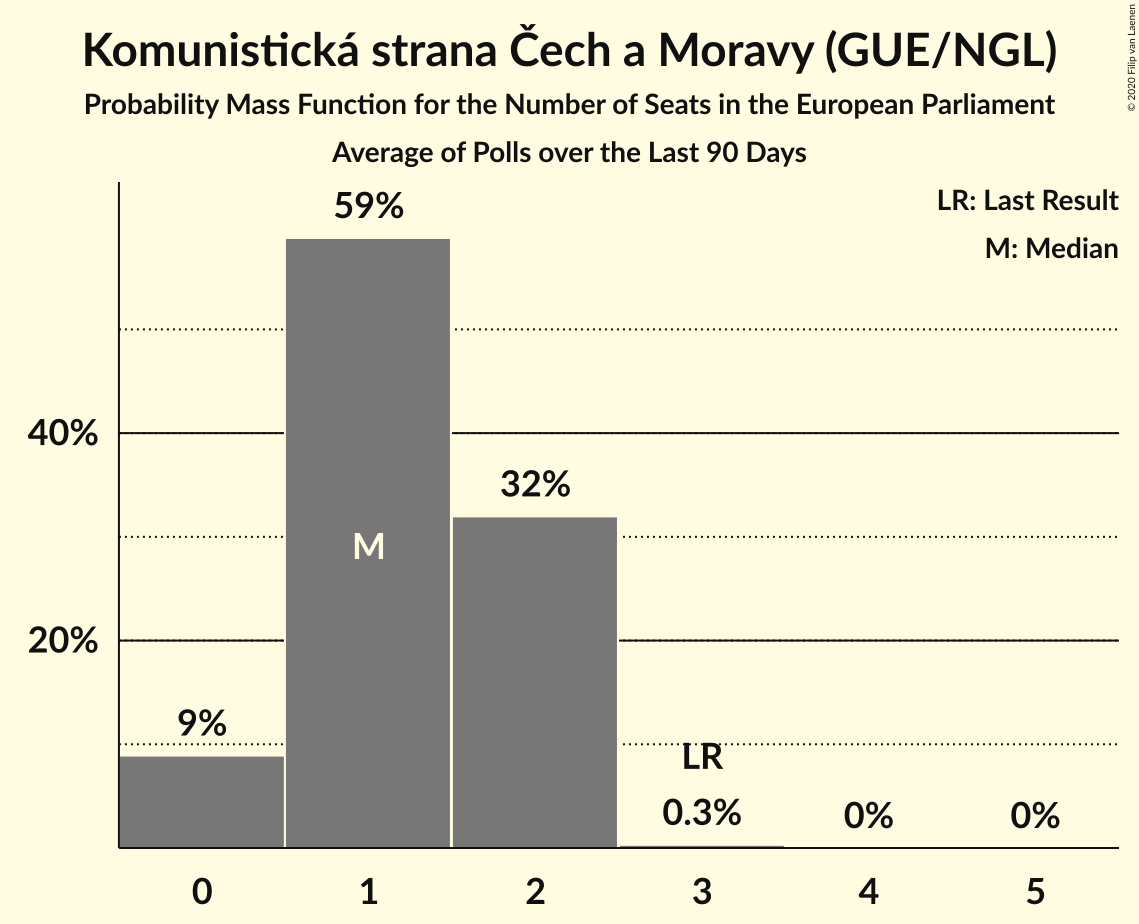 Komunistická strana Čech a Moravy (GUE/NGL)
Probability Mass Function for the Number of Seats in the European Parliament
Average of Polls over the Last 90 Days
© 2020 Filip van Laenen
LR: Last Result
M: Median
59%
40%
32%
M
20%
9%
LR
0.3%
0%
0%
0
1
2
3
4
5